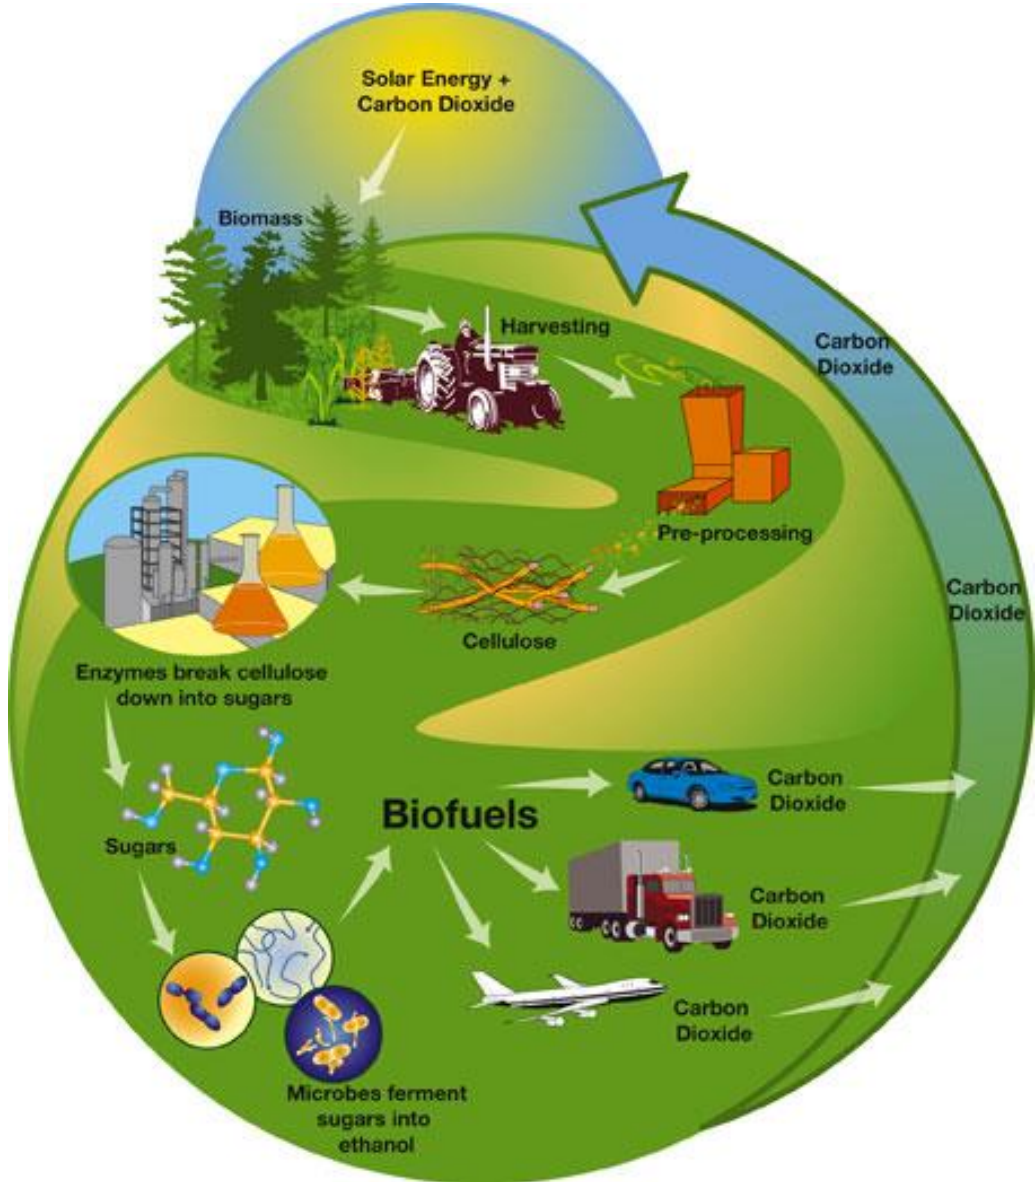 Solar Energy +
Carbon Dioxide
Biomass
Harvesting
Carbon
Dioxide
Pre-processing
Carbon
Dioxide
Cellulose
Enzymes break cellulose
down into sugars
Sugars
Biofuels
Carbon
Dioxide
Carbon
Dioxide
Carbon
Dioxide
Microbes ferment
sugars into
ethanol